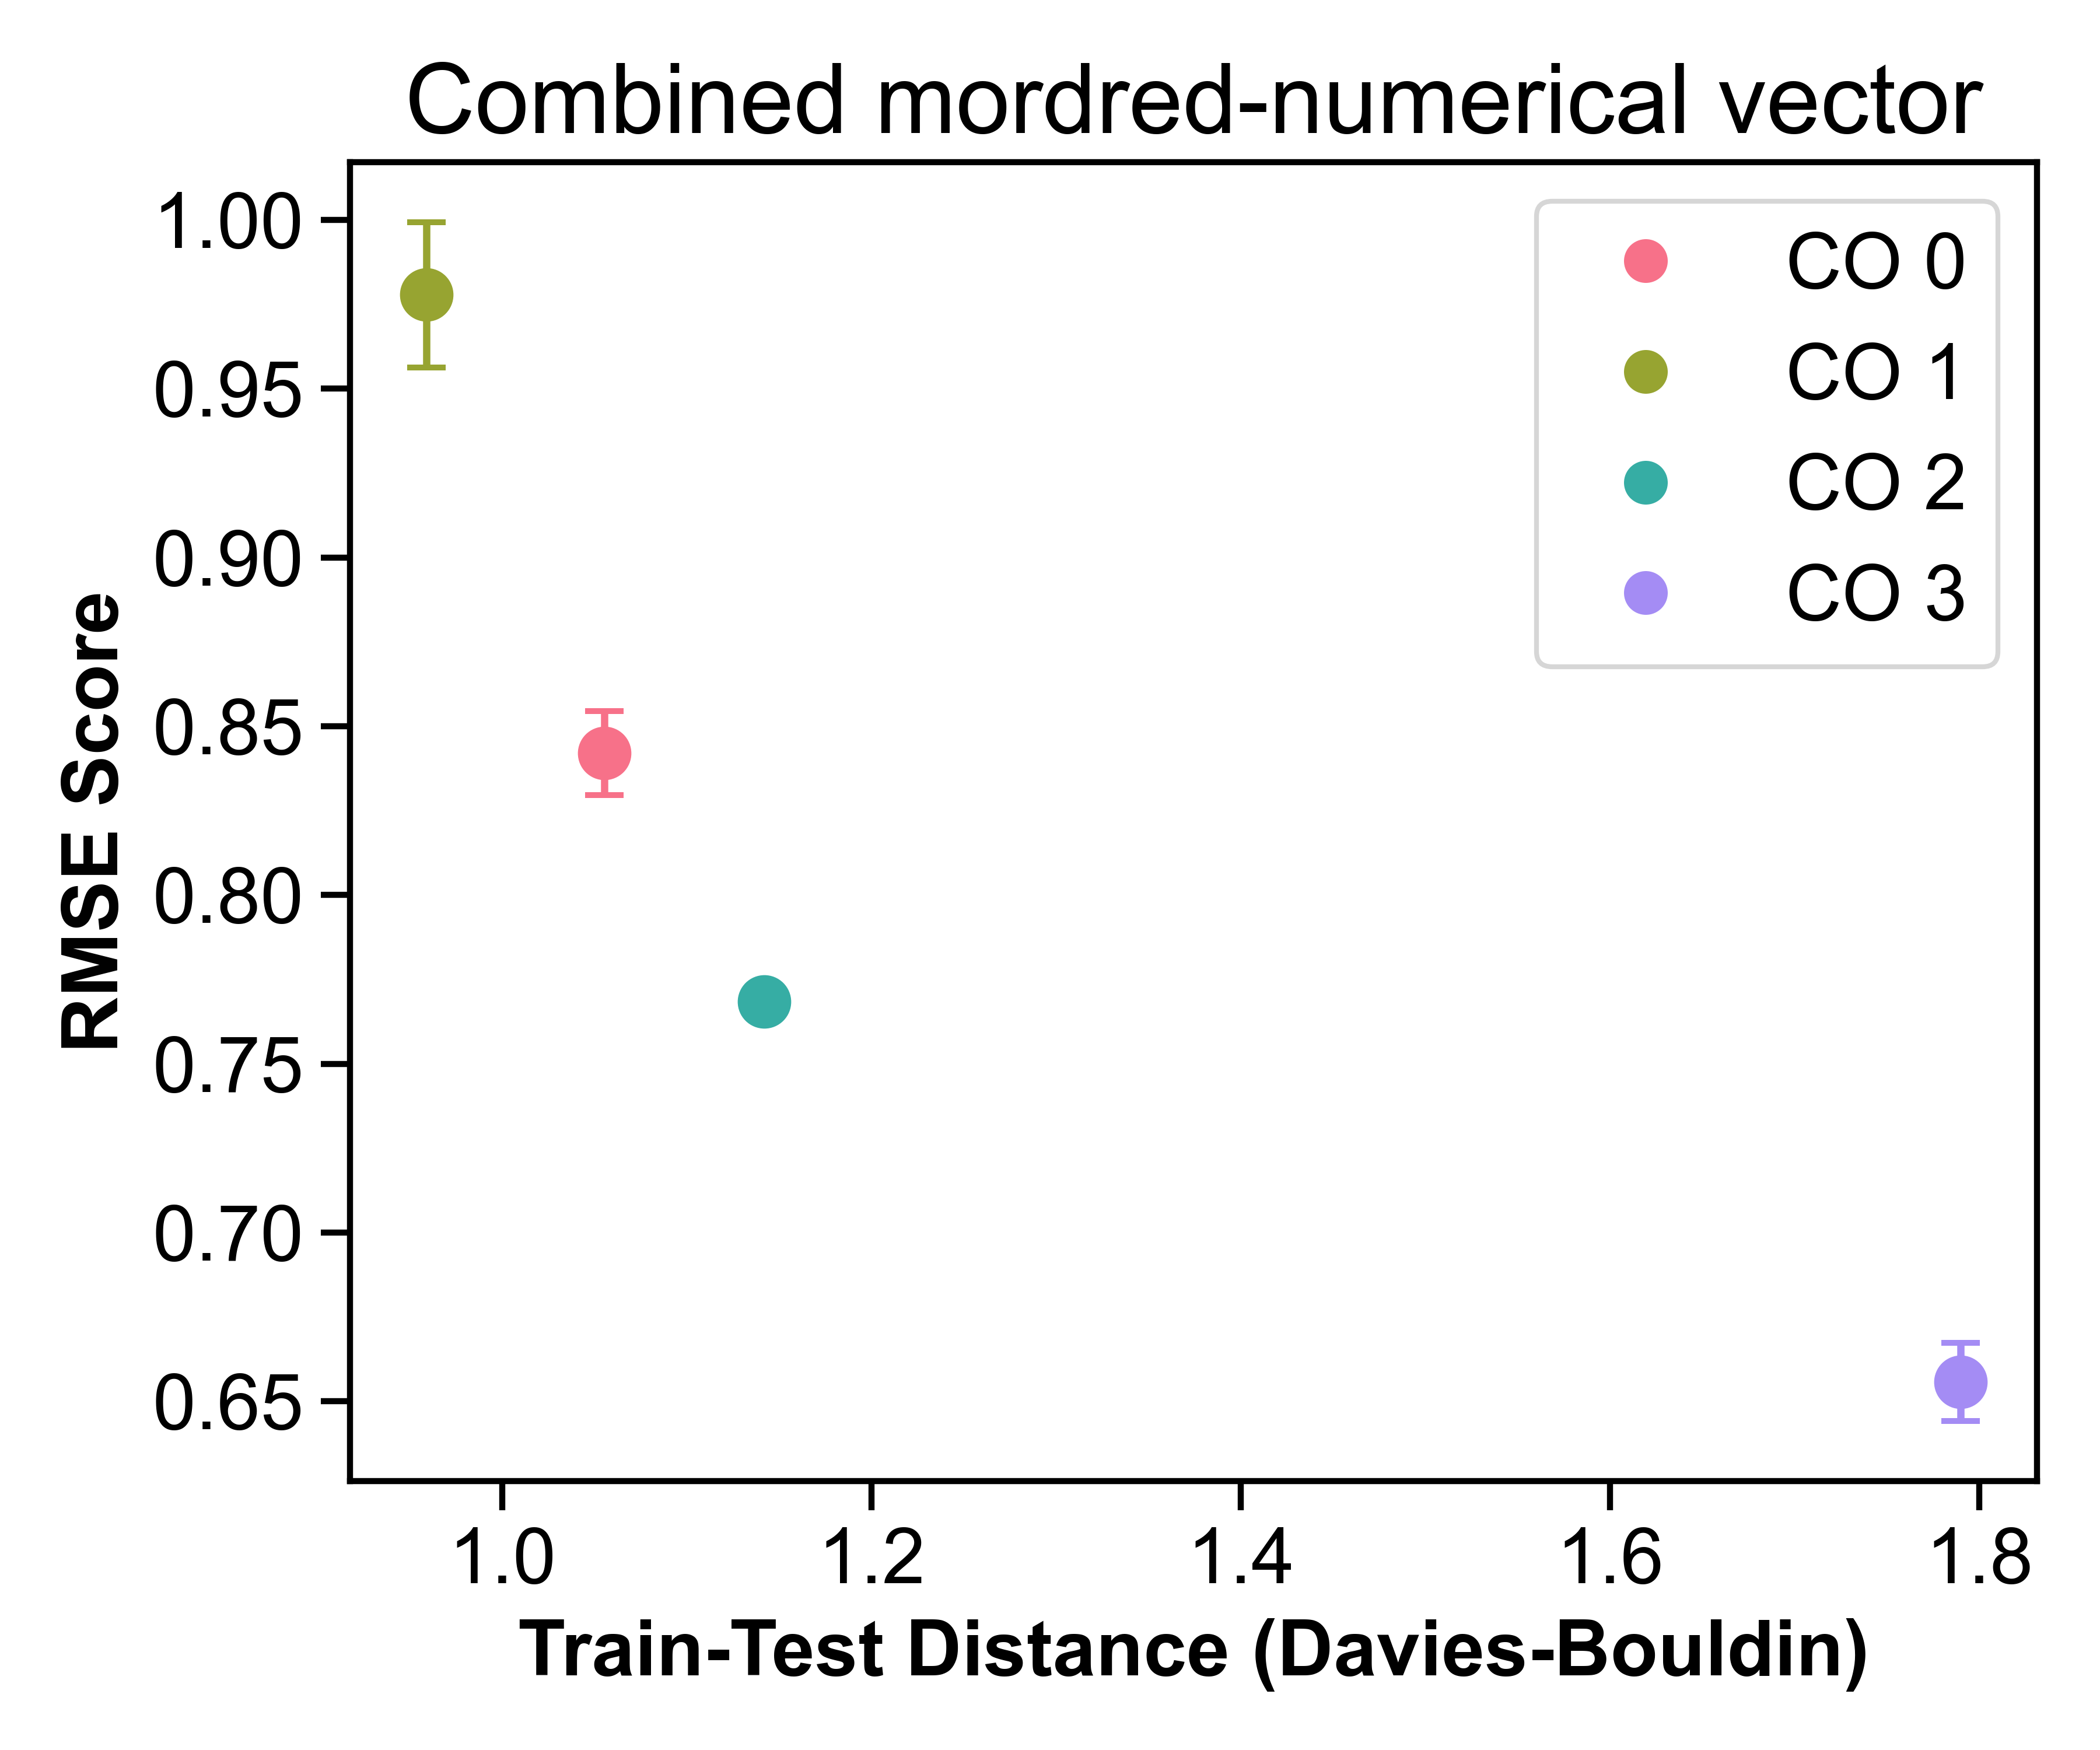 Combined mordred-numerical vector
1.00
0.95
0.90
0.85
0.80
0.75
0.70
0.65
RMSE Score
CO 0
CO 1
CO 2
CO 3
1.0
1.2
1.4
1.6
1.8
Train-Test Distance (Davies-Bouldin)